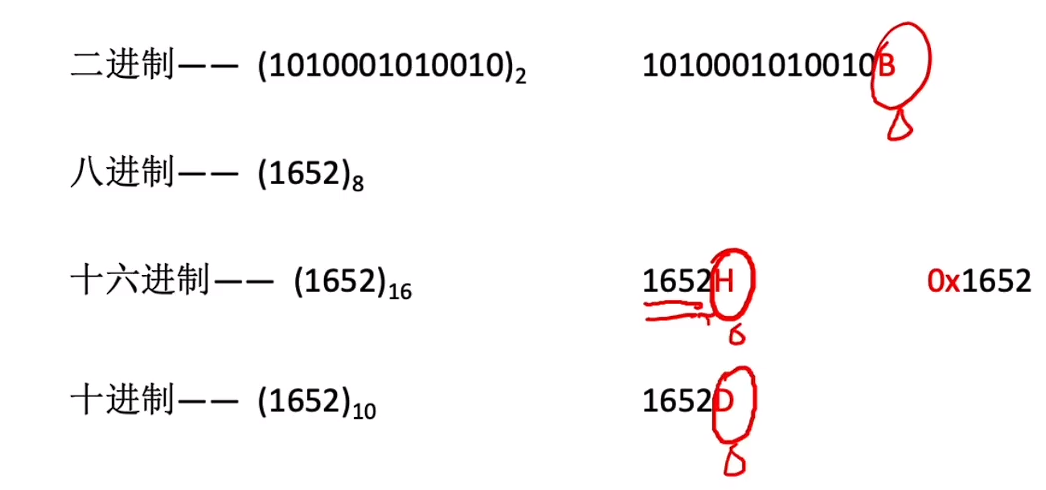 二进制—— (1010001010010)₂ 1010001010010B
八进制—— (1652)₈
十六进制—— (1652)₁₆ 1652H 0x1652
十进制—— (1652)₁₀ 1652D